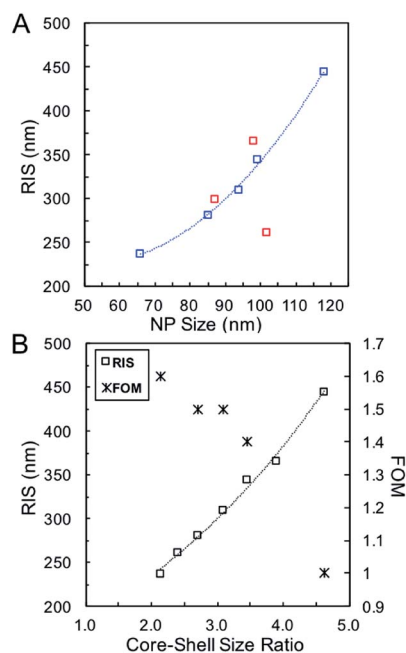 A
500
450
400
350
300
250
200
RIS (nm)
50 60 70 80 90 100 110 120
NP Size (nm)
B
500
450
400
350
300
250
200
RIS (nm)
RIS
FOM
1.7
1.6
1.5
1.4
1.3
1.2
1.1
1
0.9
FOM
1.0 2.0 3.0 4.0 5.0
Core-Shell Size Ratio